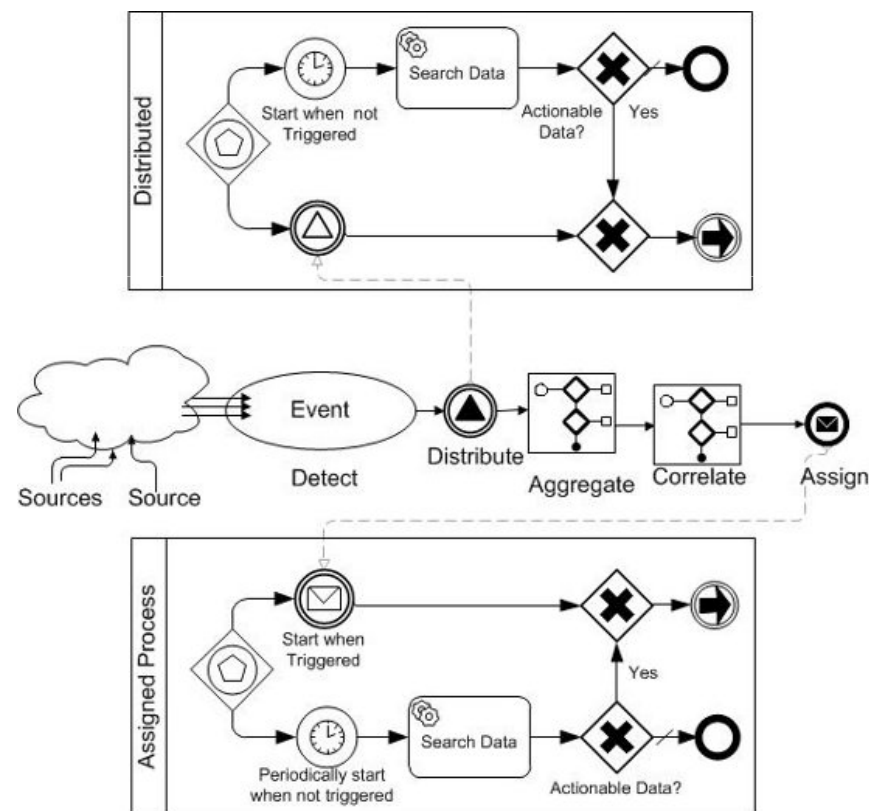 Distributed
Start when not
Triggered
Search Data
Actionable
Data?
Yes
Event
Detect
Sources
Source
Distribute
Aggregate
Correlate
Assign
Assigned Process
Start when
Triggered
Yes
Periodically start
when not triggered
Search Data
Actionable Data?